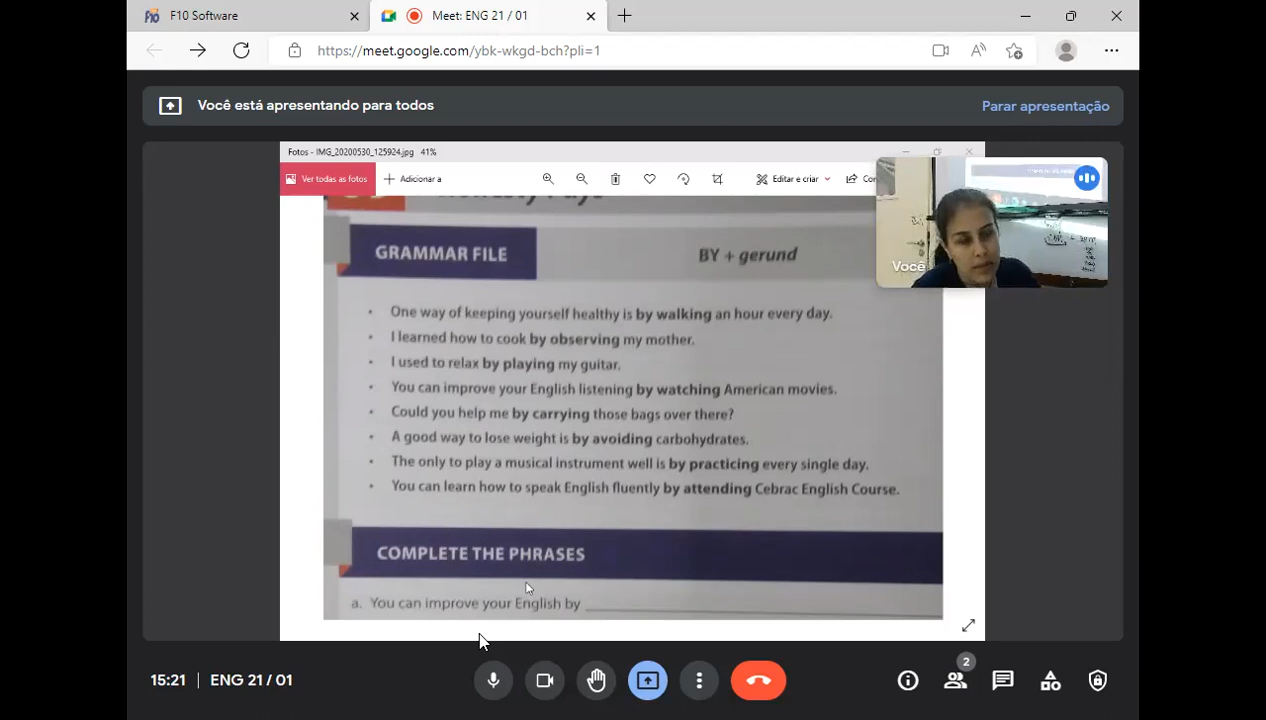 F10 Software
Meet: ENG 21 / 01
https://meet.google.com/ybk-wkgd-bch?pli=1
Você está apresentando para todos
Parar apresentação
Fotos - IMG_20200530_125924.jpg 41%
Ver todas as fotos
Adicionar a
Editar e criar
GRAMMAR FILE
BY + gerund
Você
• One way of keeping yourself healthy is by walking an hour every day.
• I learned how to cook by observing my mother.
• I used to relax by playing my guitar.
• You can improve your English listening by watching American movies.
• Could you help me by carrying those bags over there?
• A good way to lose weight is by avoiding carbohydrates.
• The only to play a musical instrument well is by practicing every single day.
• You can learn how to speak English fluently by attending Cebrac English Course.
COMPLETE THE PHRASES
a. You can improve your English by
15:21
ENG 21 / 01
2